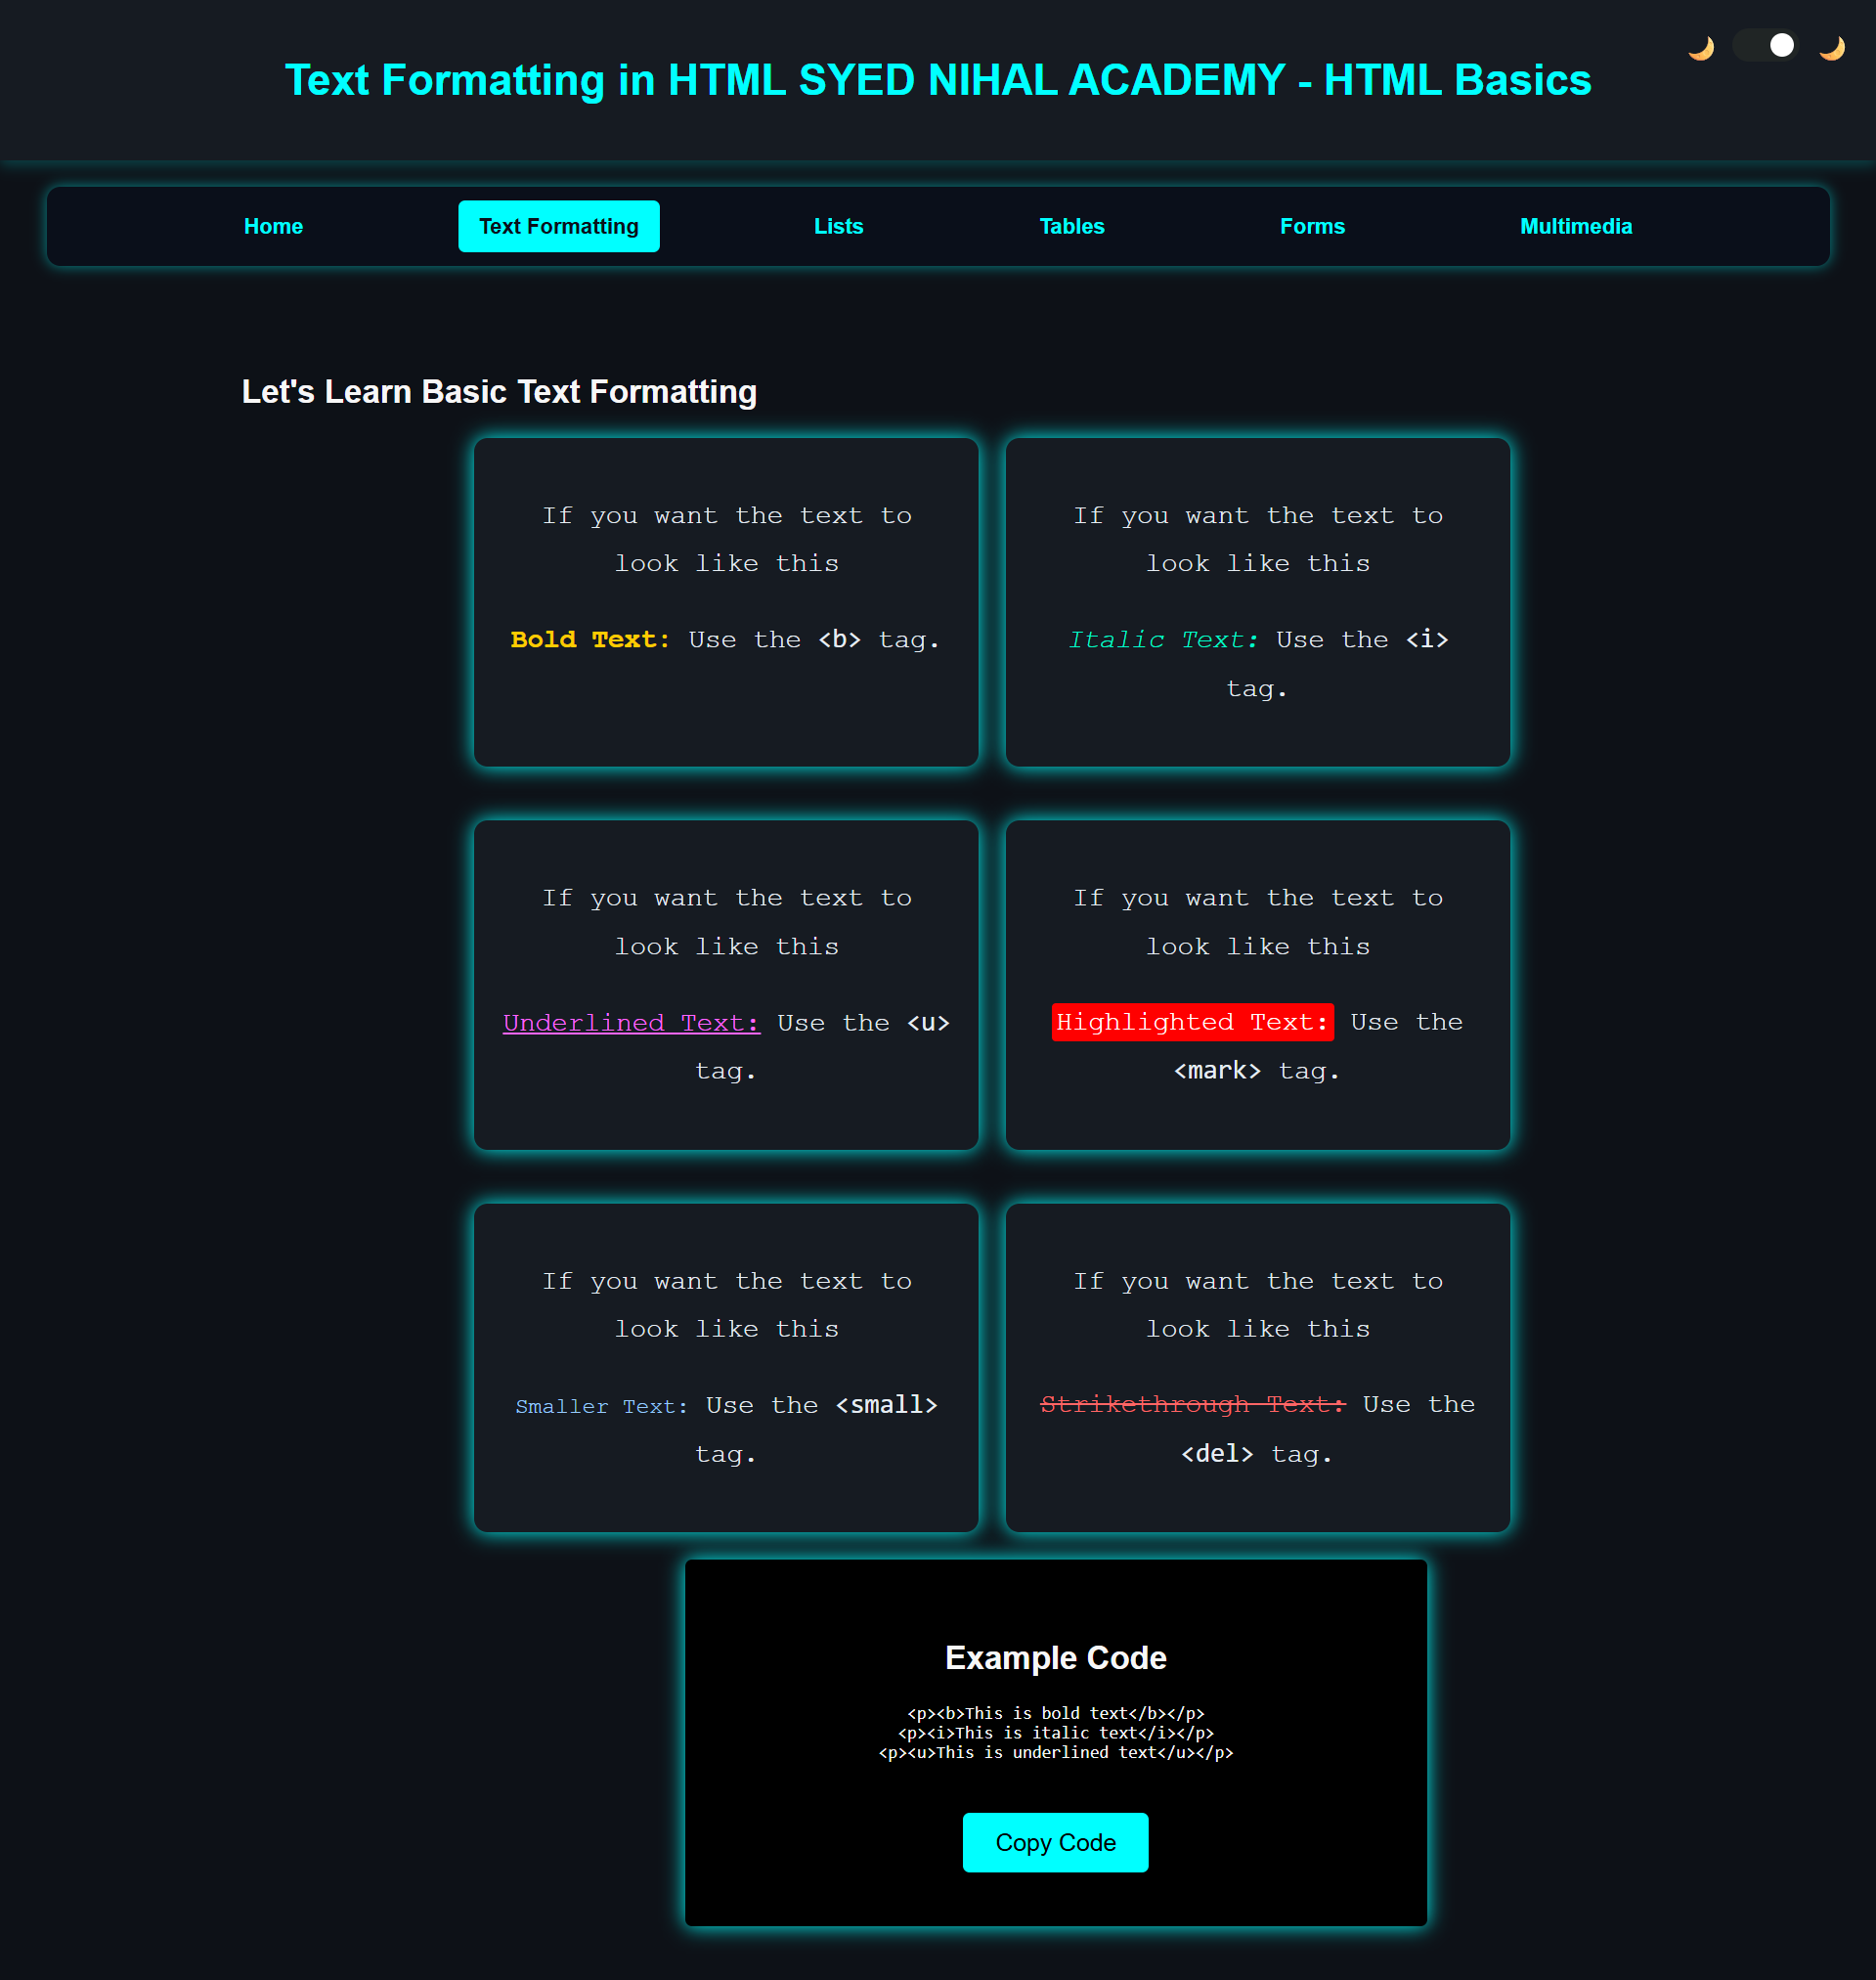 Text Formatting in HTML SYED NIHAL ACADEMY - HTML Basics
Home
Text Formatting
Lists
Tables
Forms
Multimedia
Let's Learn Basic Text Formatting
If you want the text to
look like this
Bold Text: Use the <b> tag.
If you want the text to
look like this
Italic Text: Use the <i>
tag.
If you want the text to
look like this
Underlined Text: Use the <u>
tag.
If you want the text to
look like this
Highlighted Text: Use the
<mark> tag.
If you want the text to
look like this
Smaller Text: Use the <small>
tag.
If you want the text to
look like this
Strikethrough Text: Use the
<del> tag.
Example Code
<p><b>This is bold text</b></p>
<p><i>This is italic text</i></p>
<p><u>This is underlined text</u></p>
Copy Code